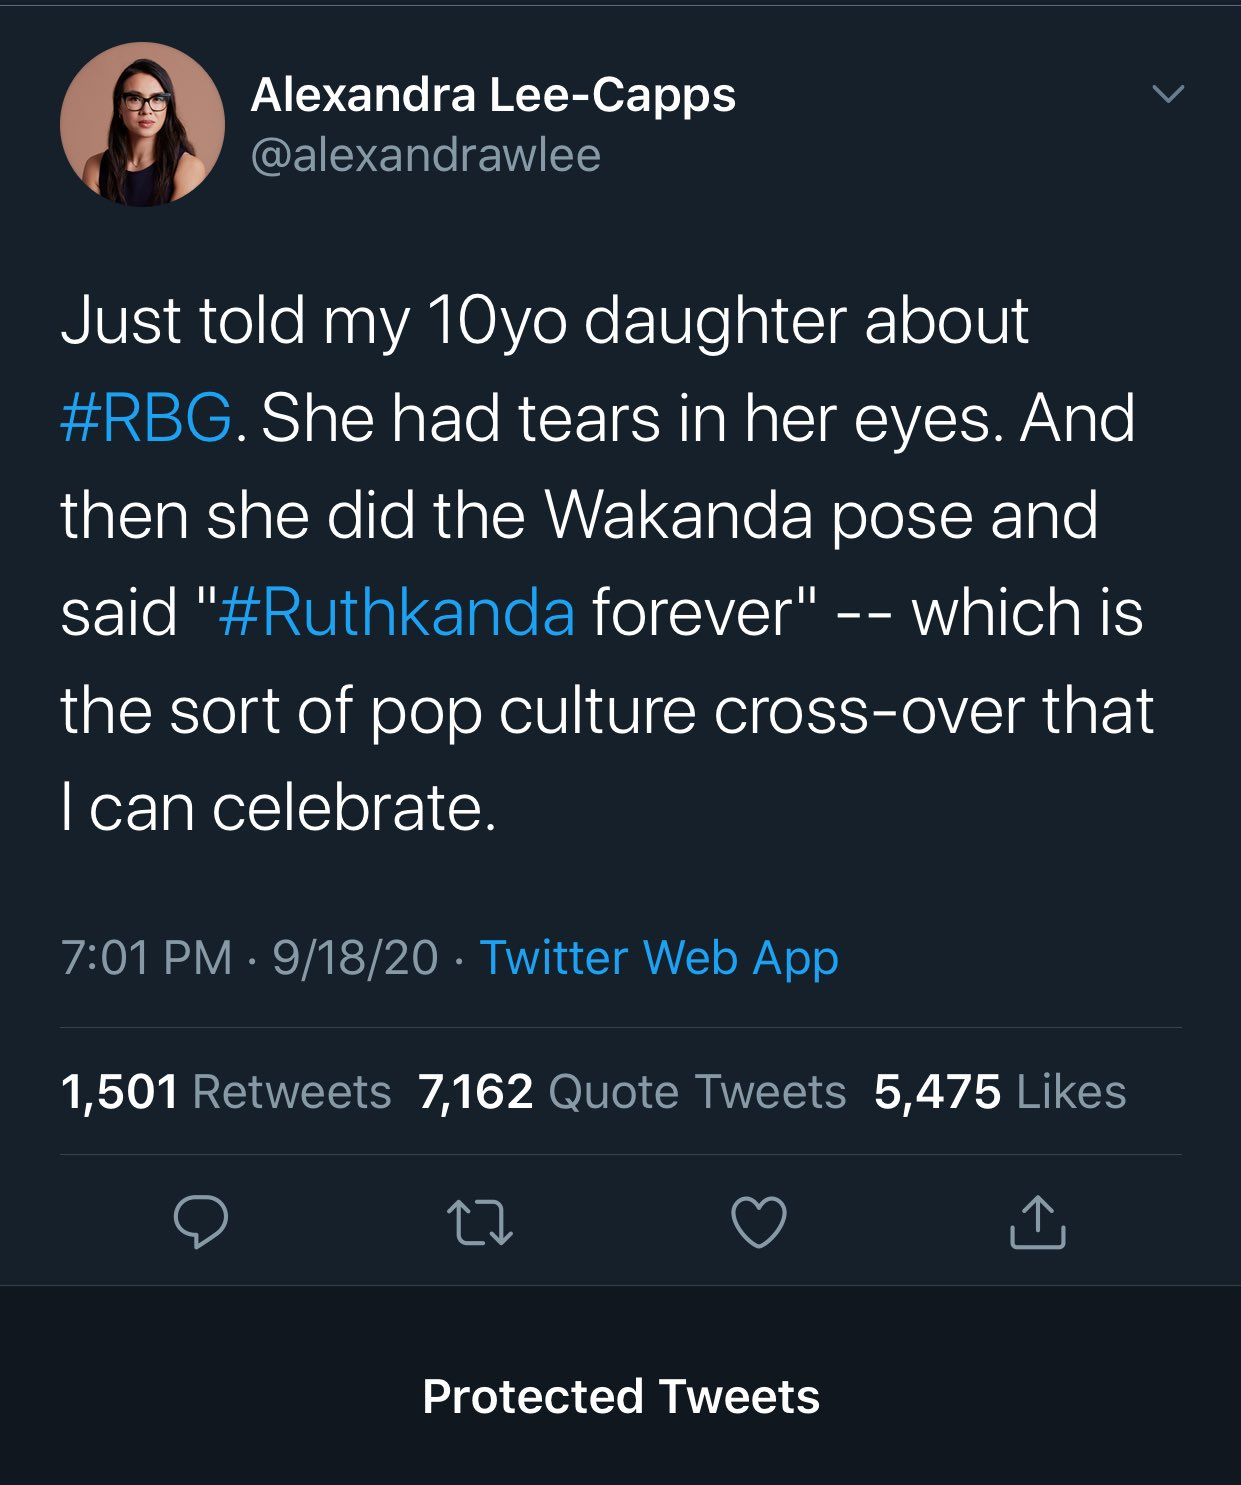 Alexandra Lee-Capps
@alexandrawlee
Just told my 10yo daughter about
#RBG. She had tears in her eyes. And
then she did the Wakanda pose and
said "#Ruthkanda forever" -- which is
the sort of pop culture cross-over that
I can celebrate.
7:01 PM · 9/18/20 · Twitter Web App
1,501 Retweets 7,162 Quote Tweets 5,475 Likes
Protected Tweets